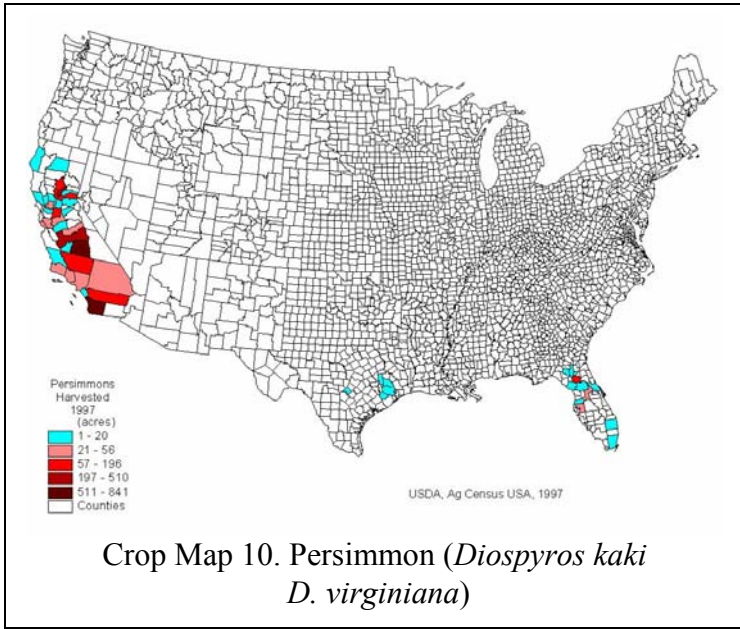 Persimmons
Harvested
1997
(acres)
1 - 20
21 - 56
57 - 196
197 - 510
511 - 841
Counties
USDA, Ag Census USA, 1997
Crop Map 10. Persimmon (Diospyros kaki
D. virginiana)